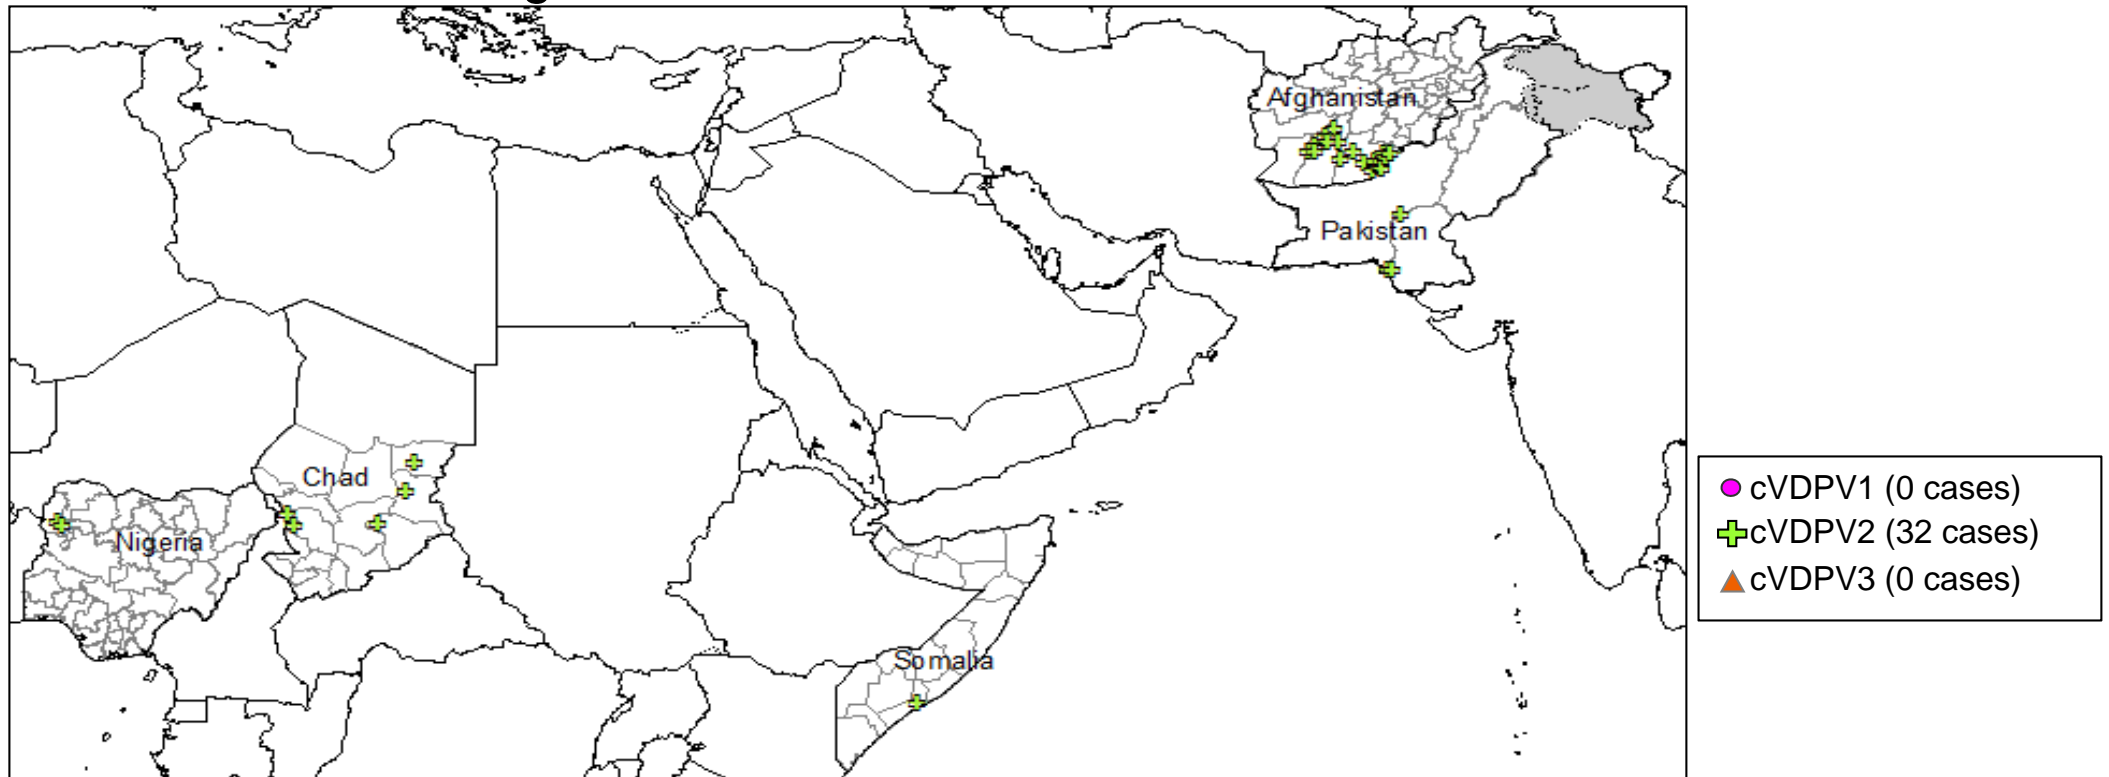 Afghanistan
Pakistan
Chad
Nigeria
Somalia
cVDPV1 (0 cases)
cVDPV2 (32 cases)
cVDPV3 (0 cases)